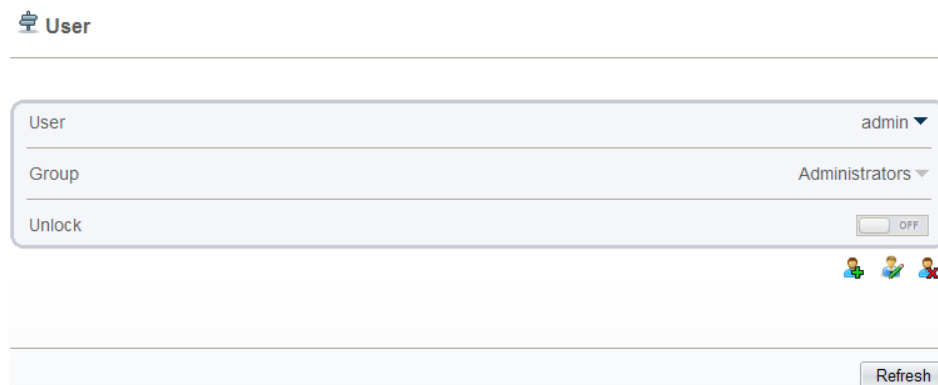 User
User admin
Group Administrators
Unlock OFF
Refresh